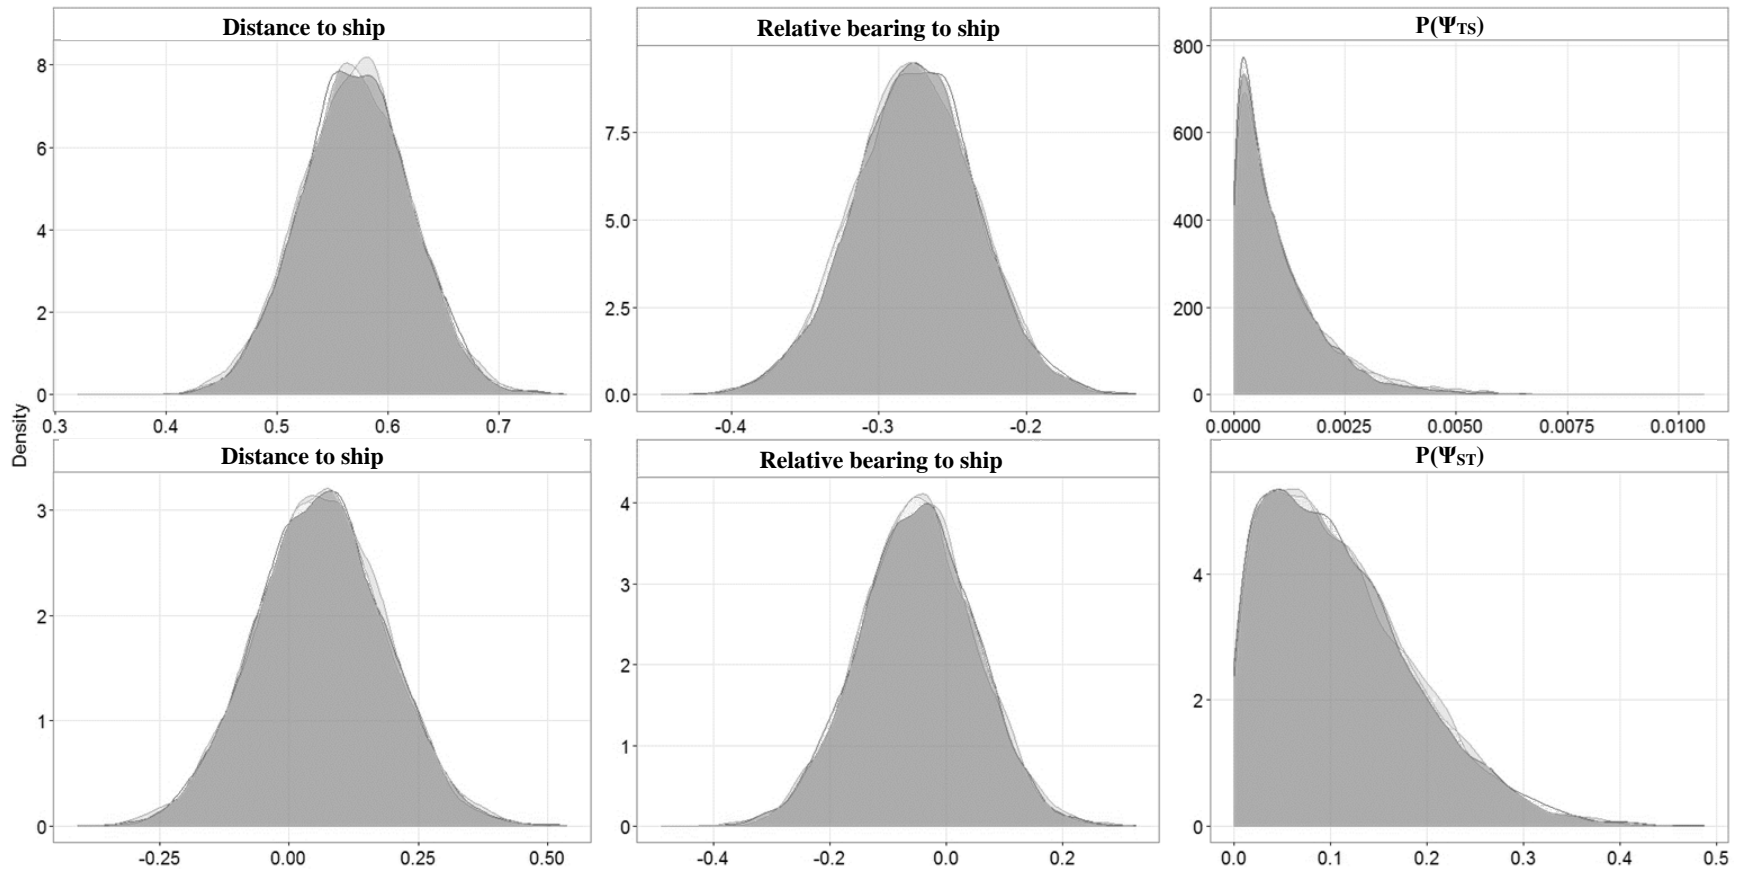 Distance to ship
Relative bearing to ship
P(Ψ_TS)
8
6
4
2
0
0.3 0.4 0.5 0.6 0.7
7.5
5.0
2.5
0.0
-0.4 -0.3 -0.2
800
600
400
200
0
0.0000 0.0025 0.0050 0.0075 0.0100
Density
Distance to ship
Relative bearing to ship
P(Ψ_ST)
3
2
1
0
-0.25 0.00 0.25 0.50
4
3
2
1
0
-0.4 -0.2 0.0 0.2
4
2
0
0.0 0.1 0.2 0.3 0.4 0.5